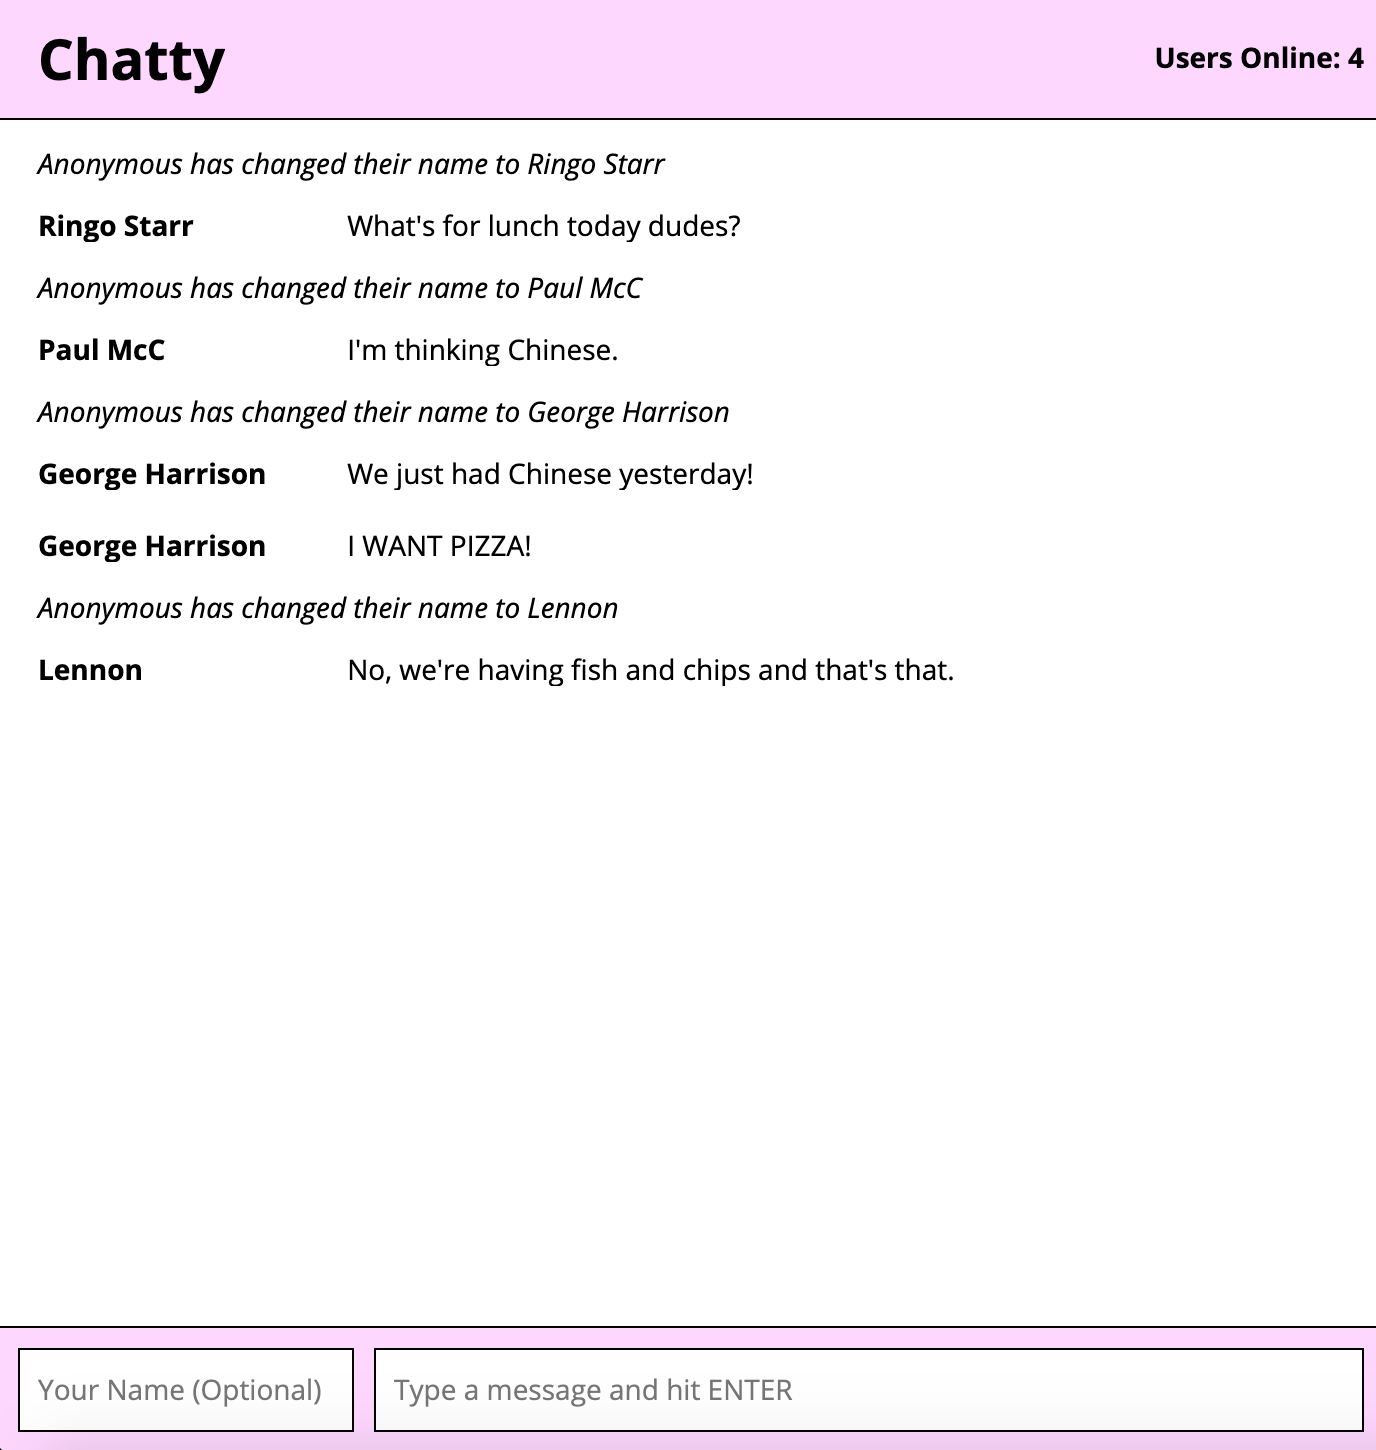 Chatty
Users Online: 4
Anonymous has changed their name to Ringo Starr
Ringo Starr What's for lunch today dudes?
Anonymous has changed their name to Paul McC
Paul McC I'm thinking Chinese.
Anonymous has changed their name to George Harrison
George Harrison We just had Chinese yesterday!
George Harrison I WANT PIZZA!
Anonymous has changed their name to Lennon
Lennon No, we're having fish and chips and that's that.
Your Name (Optional) Type a message and hit ENTER